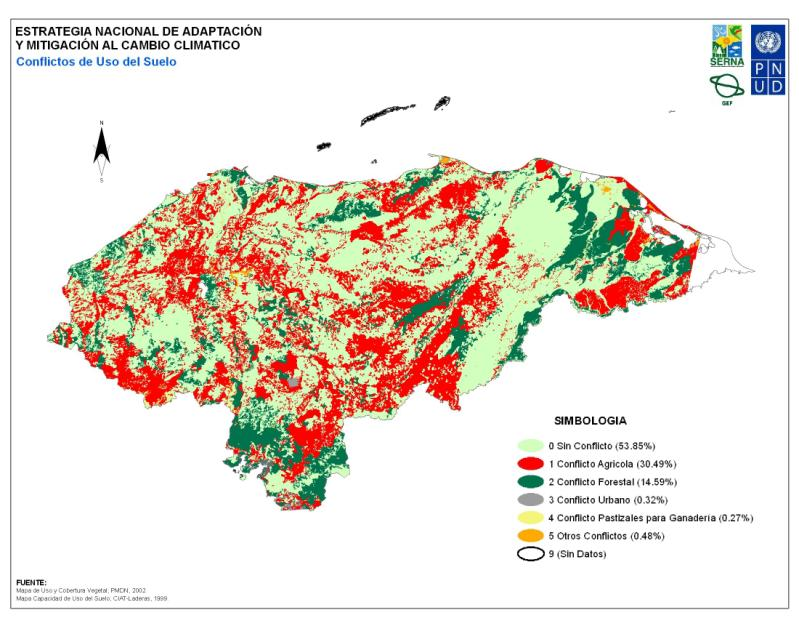 ESTRATEGIA NACIONAL DE ADAPTACIÓN
Y MITIGACIÓN AL CAMBIO CLIMATICO
Conflictos de Uso del Suelo
SERNA
GEF
P N
U D
N
S
SIMBOLOGIA
0 Sin Conflicto (53.85%)
1 Conflicto Agricola (30.49%)
2 Conflicto Forestal (14.59%)
3 Conflicto Urbano (0.32%)
4 Conflicto Pastizales para Ganadería (0.27%)
5 Otros Conflictos (0.48%)
9 (Sin Datos)
FUENTE:
Mapa de Uso y Cobertura Vegetal, PMDN, 2002
Mapa Capacidad de Uso del Suelo, CIAT-Laderas, 1999.